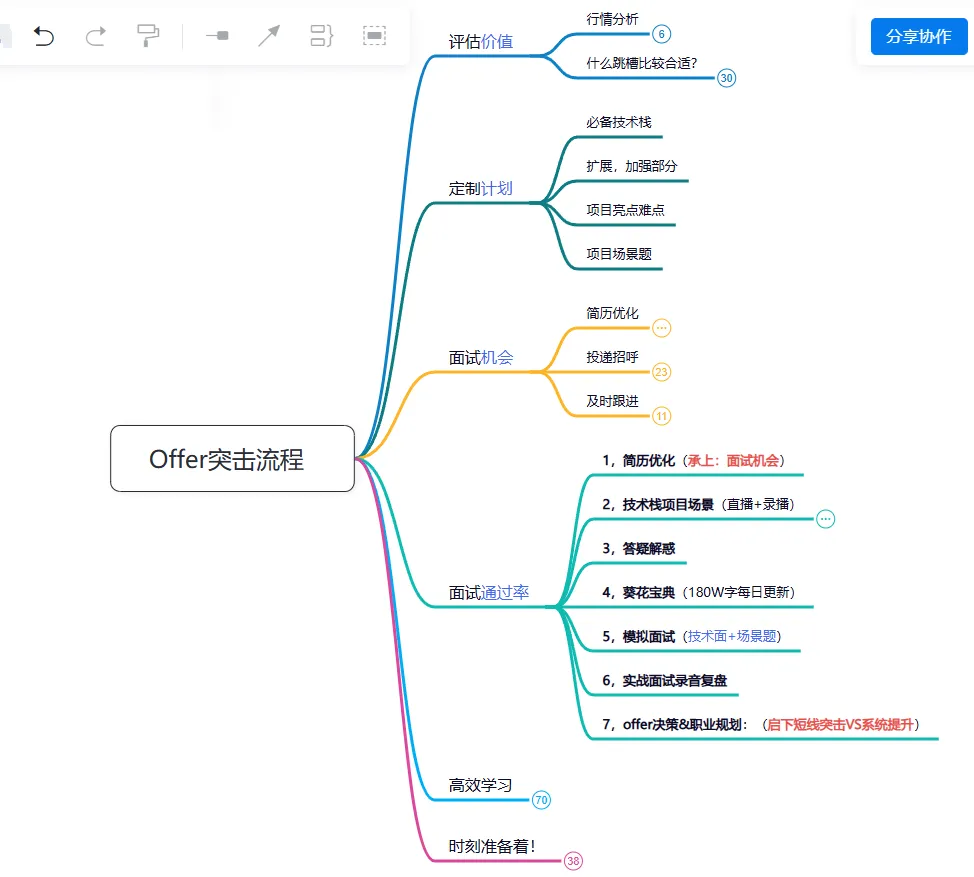 分享协作
Offer突击流程
评估价值
行情分析
6
什么跳槽比较合适？
30
定制计划
必备技术栈
扩展，加强部分
项目亮点难点
项目场景题
面试机会
简历优化
投递招呼
23
及时跟进
11
面试通过率
1，简历优化（承上：面试机会）
2，技术栈项目场景（直播+录播）
3，答疑解惑
4，葵花宝典（180W字每日更新）
5，模拟面试（技术面+场景题）
6，实战面试录音复盘
7，offer决策&职业规划：（启下短线突击VS系统提升）
高效学习
70
时刻准备着！
38